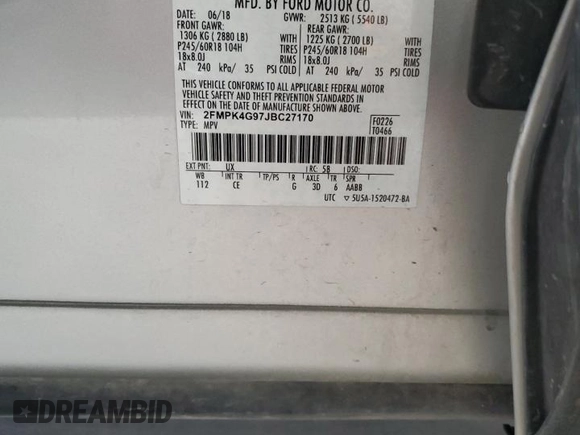 MFD. BY FORD MOTOR CO.
DATE: 06/18 GVWR: 2513 KG ( 5540 LB)
FRONT GAWR: REAR GAWR:
1306 KG ( 2880 LB) 1225 KG ( 2700 LB)
P245/60R18 104H TIRES P245/60R18 104H TIRES
18x8.0J RIMS 18x8.0J RIMS
AT 240 kPa/ 35 PSI COLD AT 240 kPa/ 35 PSI COLD
THIS VEHICLE CONFORMS TO ALL APPLICABLE FEDERAL MOTOR
VEHICLE SAFETY AND THEFT PREVENTION STANDARDS IN EFFECT
ON THE DATE OF MANUFACTURE SHOWN ABOVE.
VIN: 2FMPK4G97JBC27170 F0226
TYPE: MPV T0466
EXT PNT: UX RC: 58 DSO:
WB INT TR TP/PS R AXLE TR SPR
112 CE G 3D 6 AABB
UTC ▽ 5U5A-1520472-BA
DREAMBID